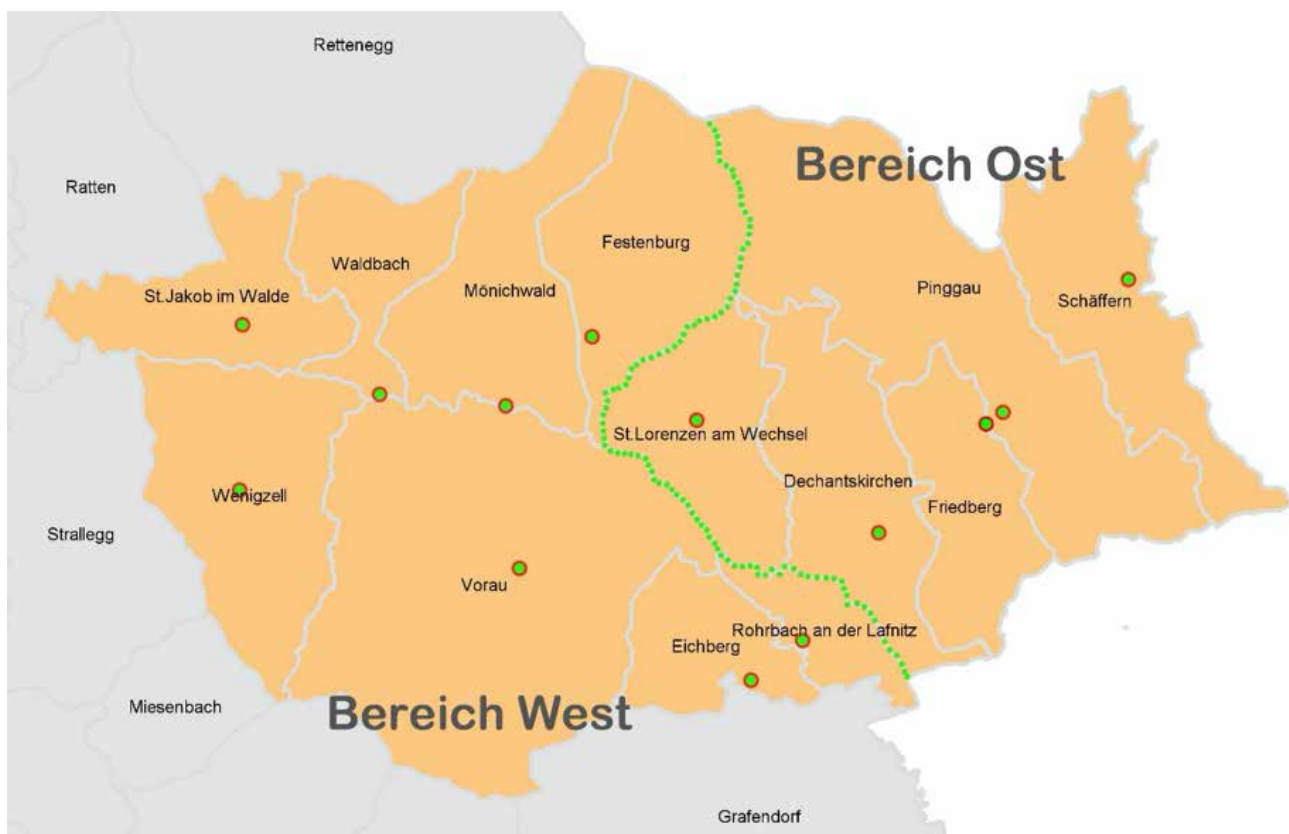 Rettenegg
Bereich Ost
Ratten
Festenburg
Waldbach
Mönichwald
Pinggau
St.Jakob im Walde
Schäffern
St.Lorenzen am Wechsel
Dechantskirchen
Wenigzell
Friedberg
Strallegg
Vorau
Rohrbach an der Lafnitz
Eichberg
Miesenbach
Bereich West
Grafendorf